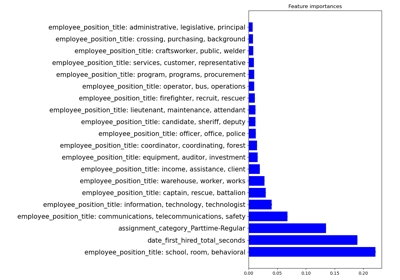 Feature importances
employee_position_title: administrative, legislative, principal
employee_position_title: crossing, purchasing, background
employee_position_title: craftsworker, public, welder
employee_position_title: services, customer, representative
employee_position_title: program, programs, procurement
employee_position_title: operator, bus, operations
employee_position_title: firefighter, recruit, rescuer
employee_position_title: lieutenant, maintenance, attendant
employee_position_title: candidate, sheriff, deputy
employee_position_title: officer, office, police
employee_position_title: coordinator, coordinating, forest
employee_position_title: equipment, auditor, investment
employee_position_title: income, assistance, client
employee_position_title: warehouse, worker, works
employee_position_title: captain, rescue, battalion
employee_position_title: information, technology, technologist
employee_position_title: communications, telecommunications, safety
assignment_category_Parttime-Regular
date_first_hired_total_seconds
employee_position_title: school, room, behavioral
0.00 0.05 0.10 0.15 0.20